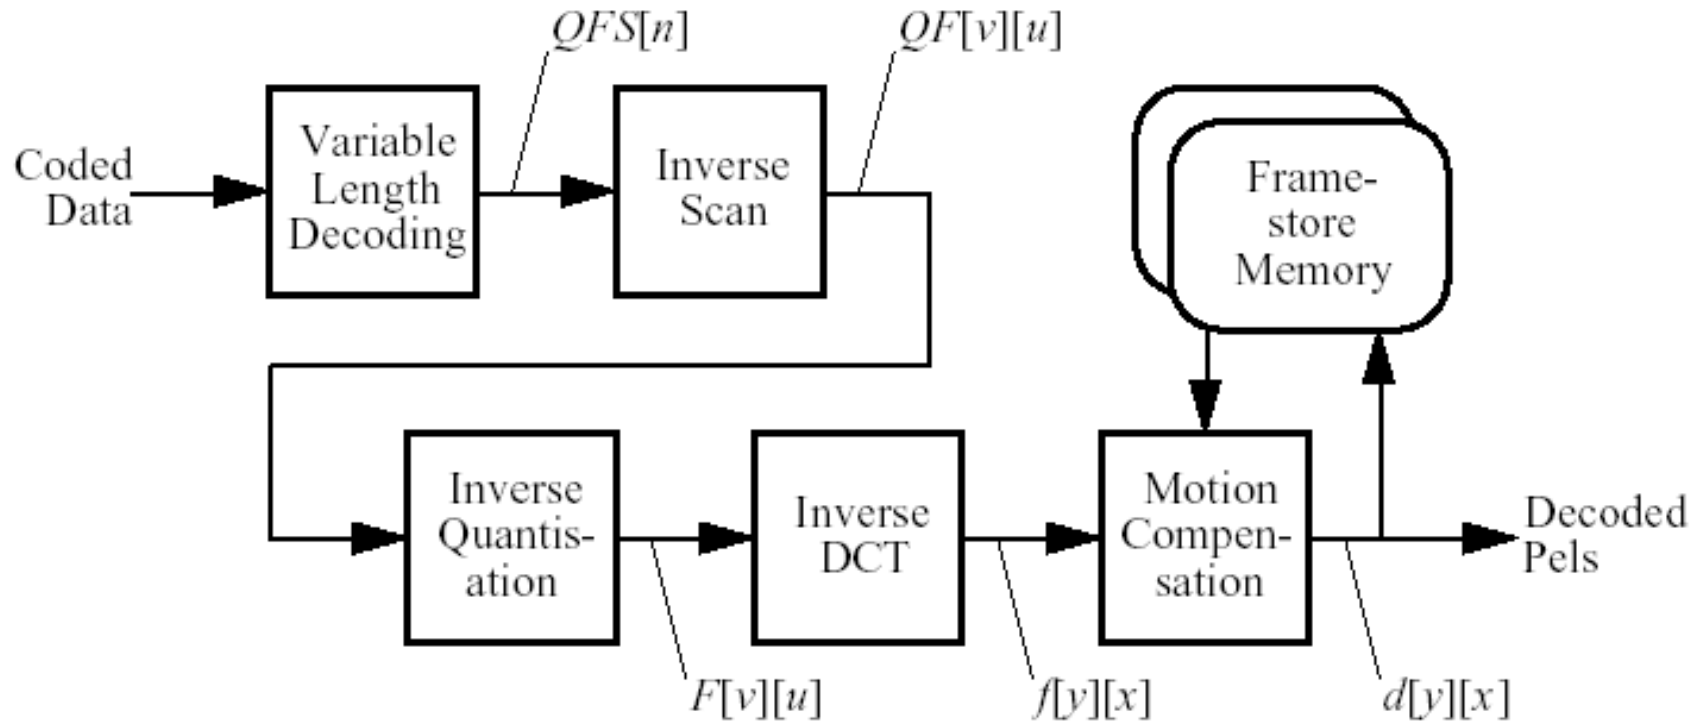 QFS[n]
QF[v][u]
Coded
Data
Variable
Length
Decoding
Inverse
Scan
Frame-
store
Memory
Inverse
Quantis-
ation
Inverse
DCT
Motion
Compen-
sation
Decoded
Pels
F[v][u]
f[y][x]
d[y][x]